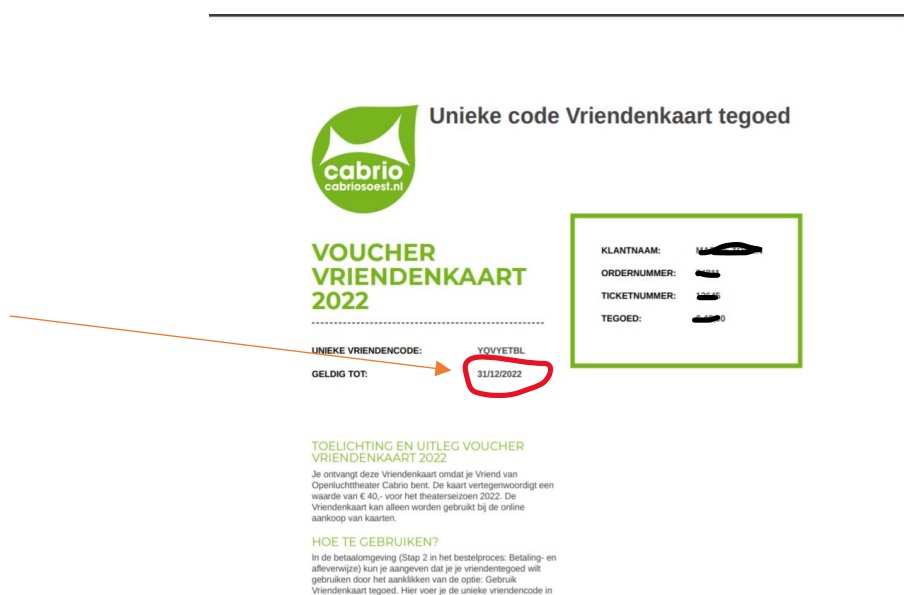 Unieke code Vriendenkaart tegoed
cabrio
cabriosoest.nl
VOUCHER
VRIENDENKAART
2022
UNIEKE VRIENDENCODE: YQVYETBL
GELDIG TOT: 31/12/2022
KLANTNAAM:
ORDERNUMMER:
TICKETNUMMER:
TEGOED:
TOELICHTING EN UITLEG VOUCHER
VRIENDENKAART 2022
Je ontvangt deze Vriendenkaart omdat je Vriend van
Openluchttheater Cabrio bent. De kaart vertegenwoordigt een
waarde van € 40,- voor het theaterseizoen 2022. De
Vriendenkaart kan alleen worden gebruikt bij de online
aankoop van kaarten.
HOE TE GEBRUIKEN?
In de betaalomgeving (Stap 2 in het bestelproces: Betaling- en
afleverwijze) kun je aangeven dat je je vriendentegoed wilt
gebruiken door het aanklikken van de optie: Gebruik
Vriendenkaart tegoed. Hier voer je de unieke vriendencode in